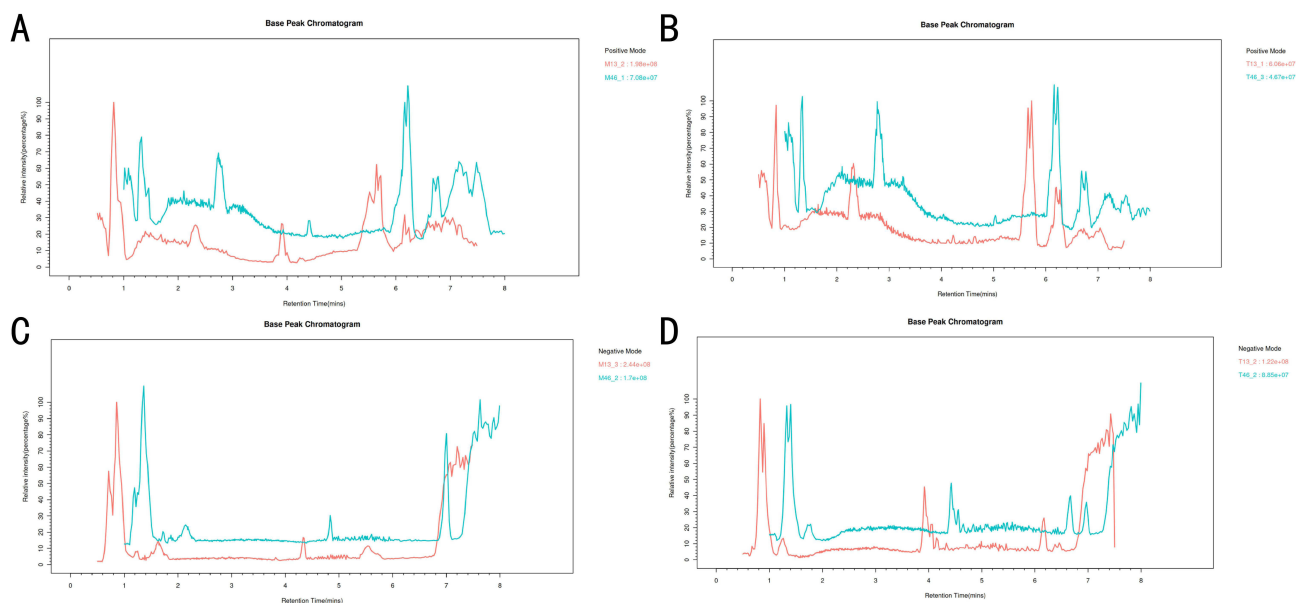 A
Base Peak Chromatogram
Positive Mode
M13_2 : 1.98e+08
M46_1 : 7.08e+07
Relative intensity(percentage%)
0 10 20 30 40 50 60 70 80 90 100
0 1 2 3 4 5 6 7 8
Retention Time(mins)
B
Base Peak Chromatogram
Positive Mode
T13_1 : 6.06e+07
T46_3 : 4.67e+07
Relative intensity(percentage%)
0 10 20 30 40 50 60 70 80 90 100
0 1 2 3 4 5 6 7 8
Retention Time(mins)
C
Base Peak Chromatogram
Negative Mode
M13_3 : 2.44e+08
M46_2 : 1.7e+08
Relative intensity(percentage%)
0 10 20 30 40 50 60 70 80 90 100
0 1 2 3 4 5 6 7 8
Retention Time(mins)
D
Base Peak Chromatogram
Negative Mode
T13_2 : 1.22e+08
T46_2 : 8.85e+07
Relative intensity(percentage%)
0 10 20 30 40 50 60 70 80 90 100
0 1 2 3 4 5 6 7 8
Retention Time(mins)